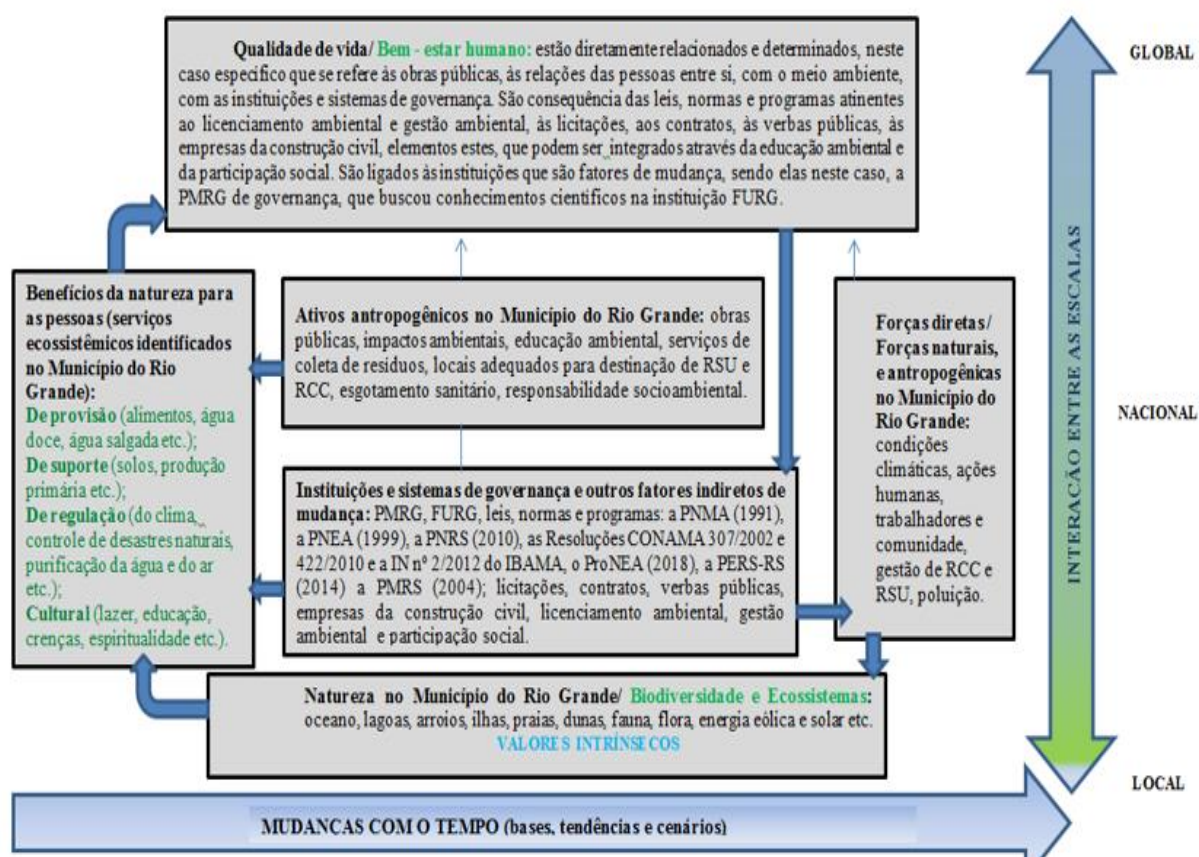 Qualidade de vida/ Bem - estar humano: estão diretamente relacionados e determinados, neste
caso especifico que se refere às obras públicas, às relações das pessoas entre si, com o meio ambiente,
com as instituições e sistemas de governança. São consequência das leis, normas e programas atinentes
ao licenciamento ambiental e gestão ambiental, às licitações, aos contratos, às verbas públicas, às
empresas da construção civil, elementos estes, que podem ser integrados através da educação ambiental e
da participação social. São ligados às instituições que são fatores de mudança, sendo elas neste caso, a
PMRG de governança, que buscou conhecimentos científicos na instituição FURG.
Benefícios da natureza para
as pessoas (serviços
ecossistêmicos identificados
no Município do Rio
Grande):
De provisão (alimentos, água
doce, água salgada etc.);
De suporte (solos, produção
primária etc.);
De regulação (do clima,
controle de desastres naturais,
purificação da água e do ar
etc.);
Cultural (lazer, educação,
crenças, espiritualidade etc.).
Ativos antropogênicos no Município do Rio Grande: obras
públicas, impactos ambientais, educação ambiental, serviços de
coleta de resíduos, locais adequados para destinação de RSU e
RCC, esgotamento sanitário, responsabilidade socioambiental.
Instituições e sistemas de governança e outros fatores indiretos de
mudança: PMRG, FURG, leis, normas e programas: a PNMA (1991),
a PNEA (1999), a PNRS (2010), as Resoluções CONAMA 307/2002 e
422/2010 e a IN nº 2/2012 do IBAMA, o ProNEA (2018), a PERS-RS
(2014) a PMRS (2004); licitações, contratos, verbas públicas,
empresas da construção civil, licenciamento ambiental, gestão
ambiental e participação social.
Forças diretas/
Forças naturais,
e antropogênicas
no Município do
Rio Grande:
condições
climáticas, ações
humanas,
trabalhadores e
comunidade,
gestão de RCC e
RSU, poluição.
Natureza no Município do Rio Grande/ Biodiversidade e Ecossistemas:
oceano, lagoas, arroios, ilhas, praias, dunas, fauna, flora, energia eólica e solar etc.
VALORES INTRÍNSECOS
GLOBAL
NACIONAL
LOCAL
INTERAÇÃO ENTRE AS ESCALAS
MUDANCAS COM O TEMPO (bases, tendências e cenários)